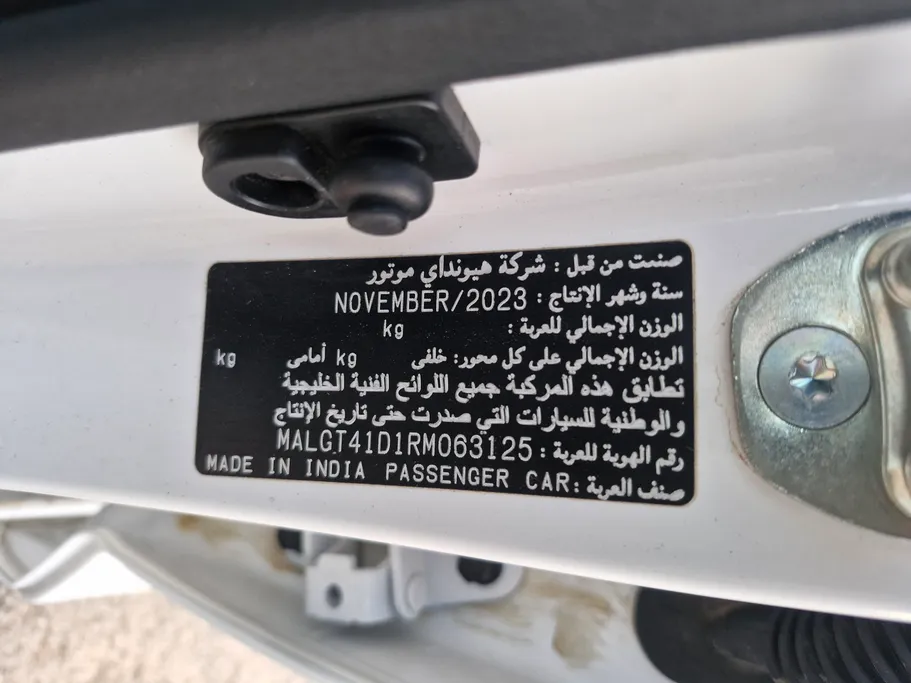 صنعت من قبل : شركة هيونداي موتور
سنة وشهر الإنتاج : NOVEMBER/2023
الوزن الإجمالي للعربة : kg
الوزن الإجمالي على كل محور: خلفى kg أمامى kg
تطابق هذه المركبة جميع اللوائح الفنية الخليجية
والوطنية للسيارات التي صدرت حتى تاريخ الإنتاج
رقم الهوية للعربة : MALGT41D1RM063125
صنف العربة : MADE IN INDIA PASSENGER CAR